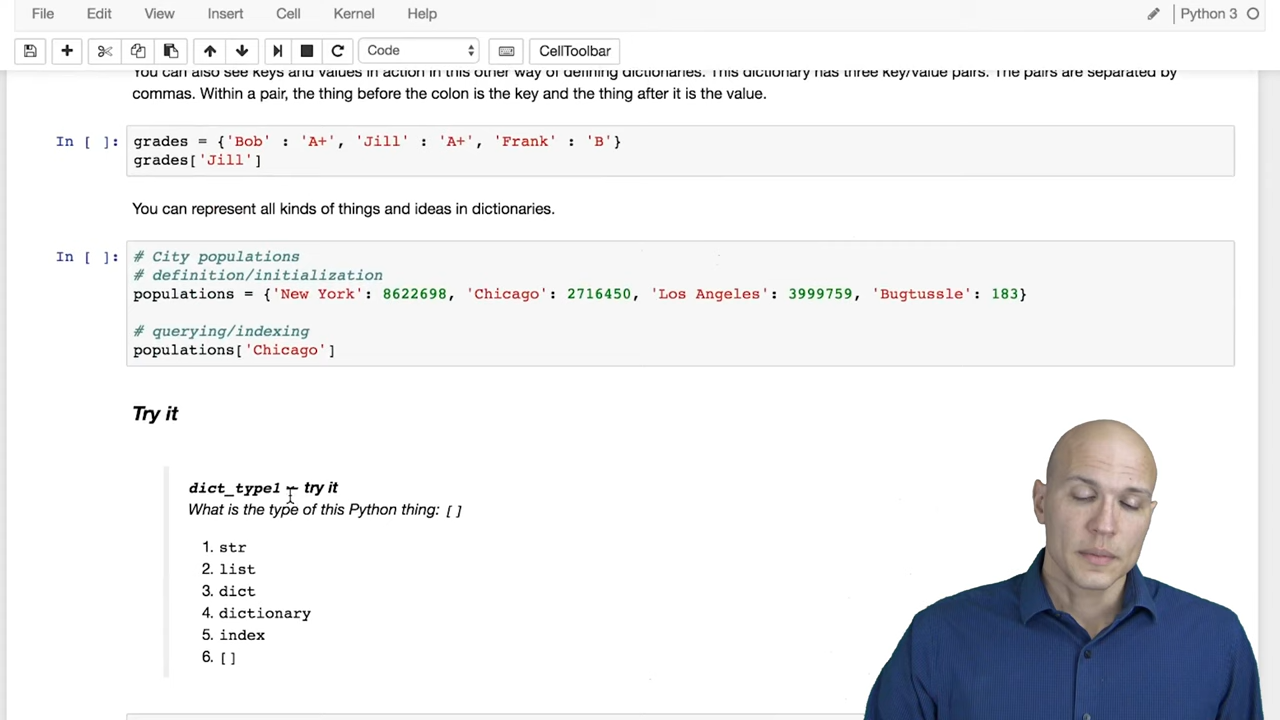 File Edit View Insert Cell Kernel Help Python 3
Code CellToolbar
You can also see keys and values in action in this other way of defining dictionaries. This dictionary has three key/value pairs. The pairs are separated by
commas. Within a pair, the thing before the colon is the key and the thing after it is the value.
In [ ]: grades = {'Bob' : 'A+', 'Jill' : 'A+', 'Frank' : 'B'}
grades['Jill']
You can represent all kinds of things and ideas in dictionaries.
In [ ]: # City populations
# definition/initialization
populations = {'New York': 8622698, 'Chicago': 2716450, 'Los Angeles': 3999759, 'Bugtussle': 183}
# querying/indexing
populations['Chicago']
Try it
dict_type1 – try it
What is the type of this Python thing: []
1. str
2. list
3. dict
4. dictionary
5. index
6. []